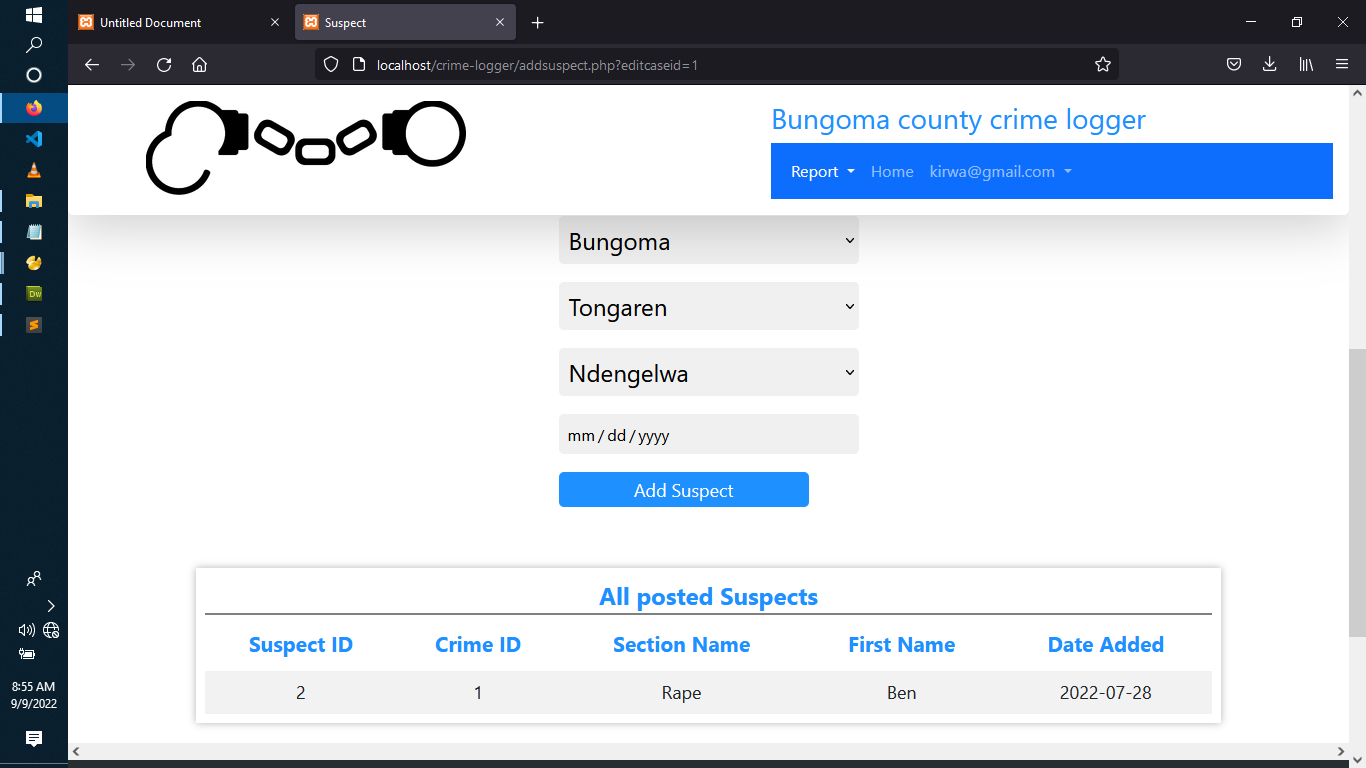 Untitled Document
Suspect
localhost/crime-logger/addsuspect.php?editcaseid=1
Bungoma county crime logger
Report Home kirwa@gmail.com
Bungoma
Tongaren
Ndengelwa
mm / dd / yyyy
Add Suspect
All posted Suspects
Suspect ID Crime ID Section Name First Name Date Added
2 1 Rape Ben 2022-07-28
Dw
8:55 AM
9/9/2022